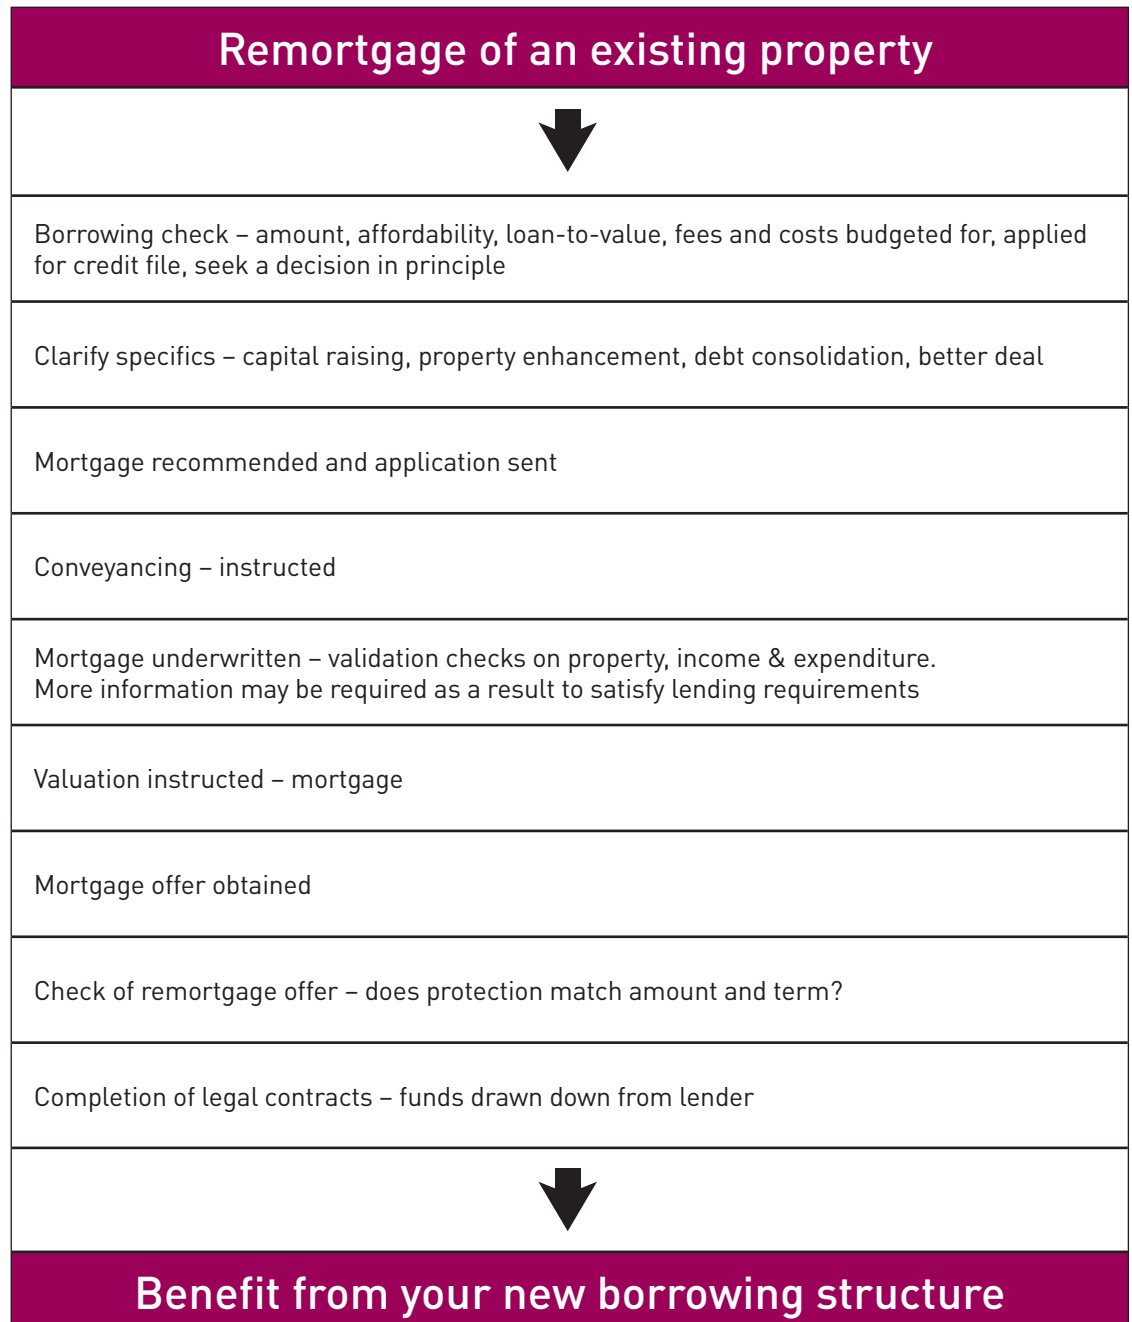 Remortgage of an existing property
Borrowing check – amount, affordability, loan-to-value, fees and costs budgeted for, applied
for credit file, seek a decision in principle
Clarify specifics – capital raising, property enhancement, debt consolidation, better deal
Mortgage recommended and application sent
Conveyancing – instructed
Mortgage underwritten – validation checks on property, income & expenditure.
More information may be required as a result to satisfy lending requirements
Valuation instructed – mortgage
Mortgage offer obtained
Check of remortgage offer – does protection match amount and term?
Completion of legal contracts – funds drawn down from lender
Benefit from your new borrowing structure